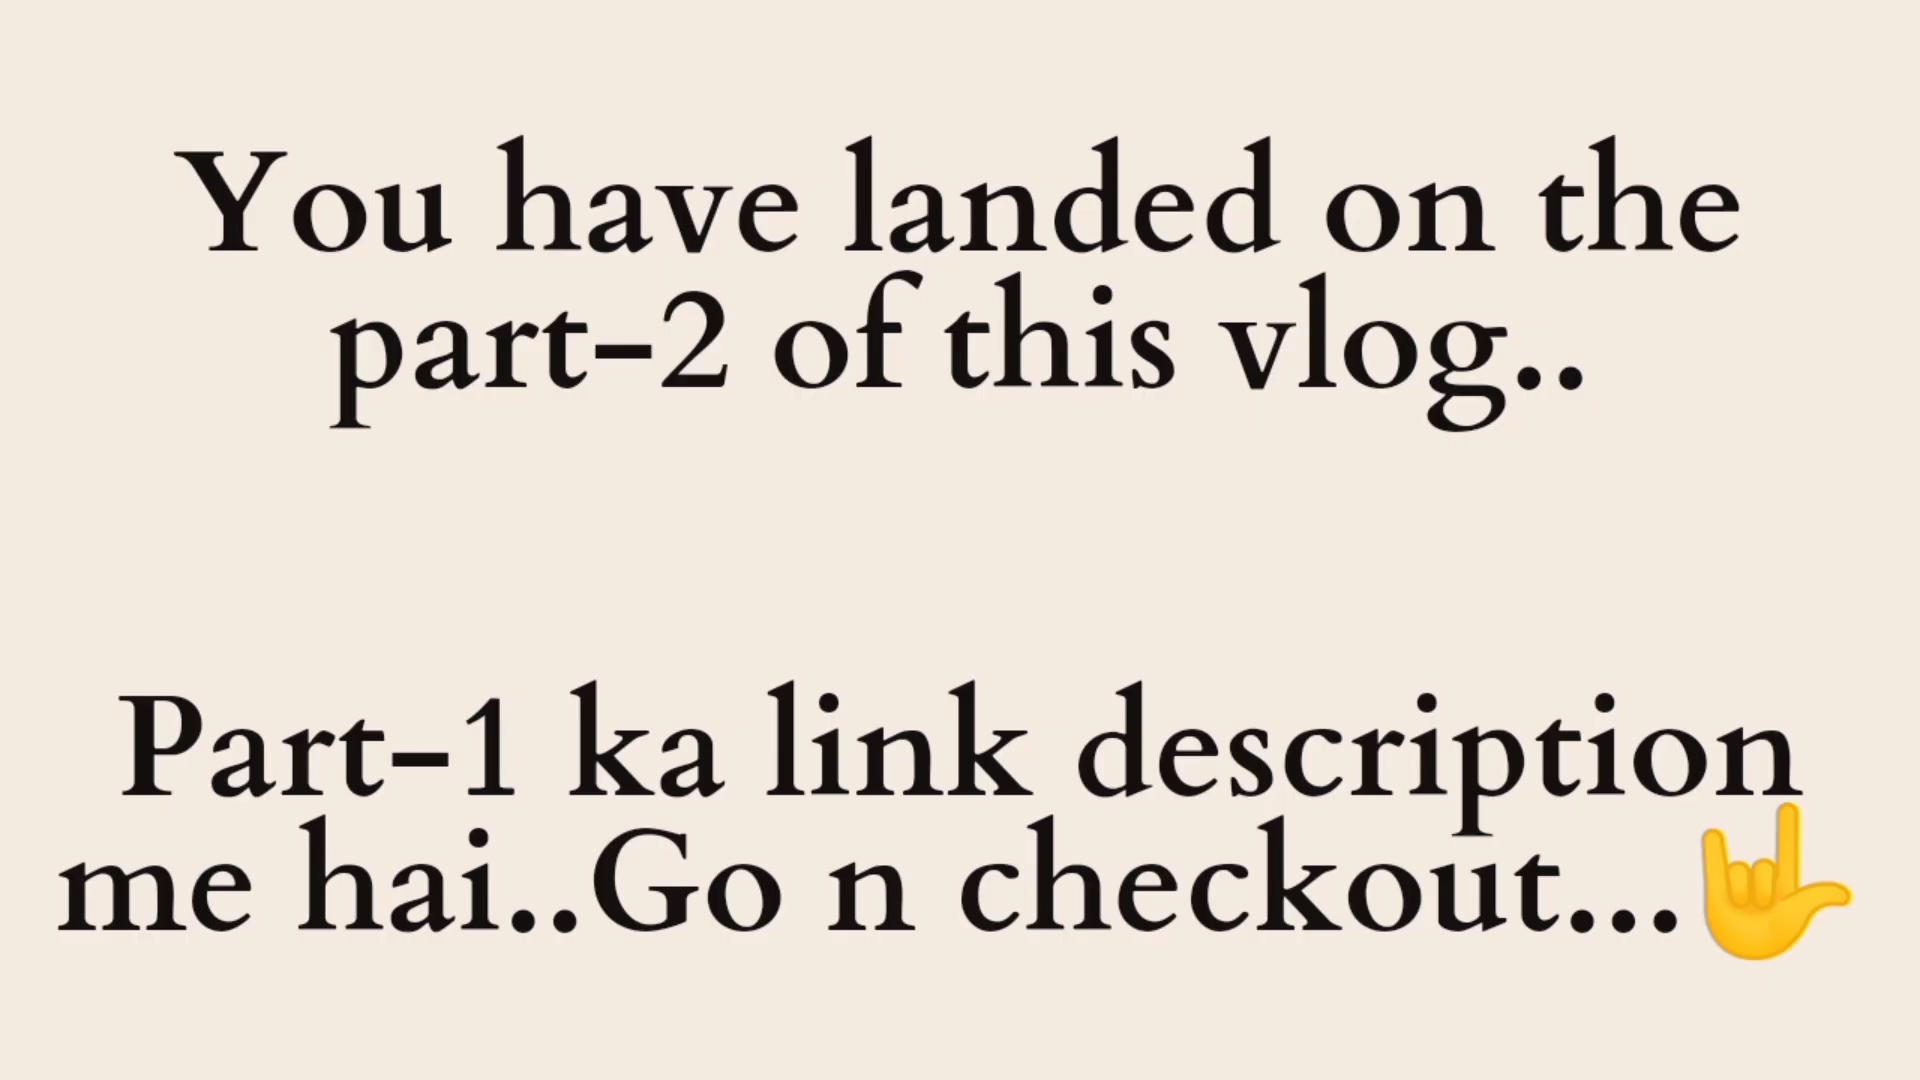 You have landed on the
part-2 of this vlog..
Part-1 ka link description
me hai..Go n checkout...🤟